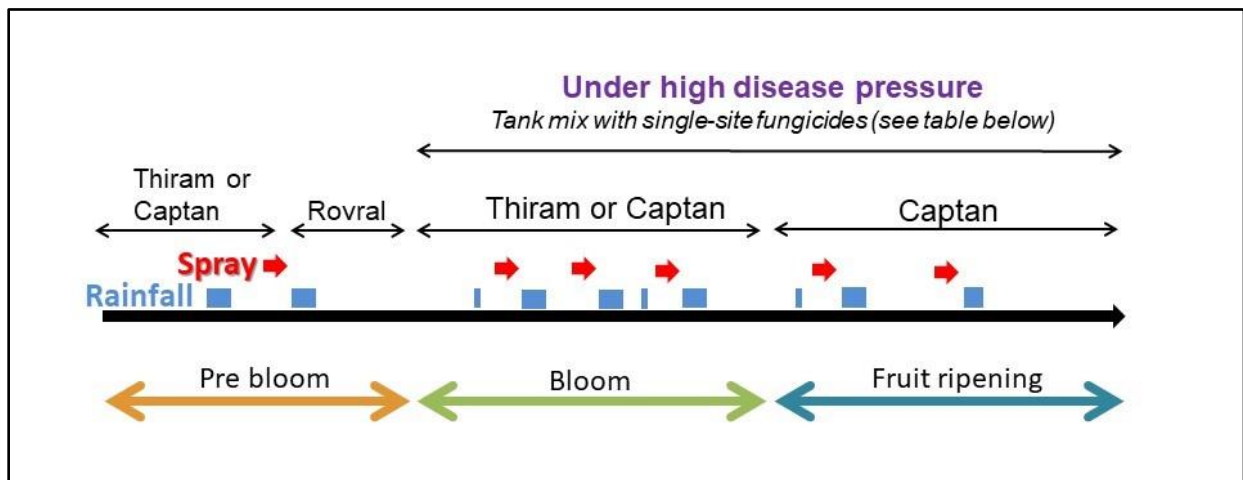 Under high disease pressure
Tank mix with single-site fungicides (see table below)
Thiram or
Captan
Rovral
Thiram or Captan
Captan
Spray
Rainfall
Pre bloom
Bloom
Fruit ripening